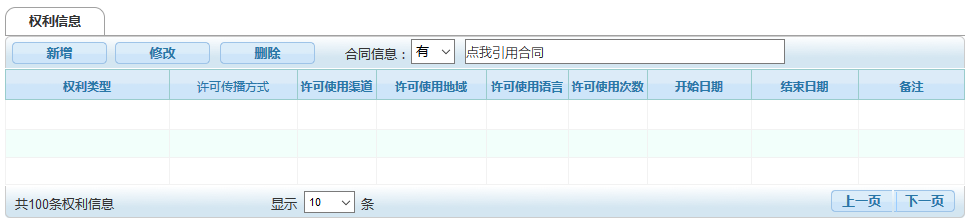 权利信息
新增 修改 删除 合同信息： 有 点我引用合同
权利类型 许可传播方式 许可使用渠道 许可使用地域 许可使用语言 许可使用次数 开始日期 结束日期 备注
共100条权利信息 显示 10 条 上一页 下一页